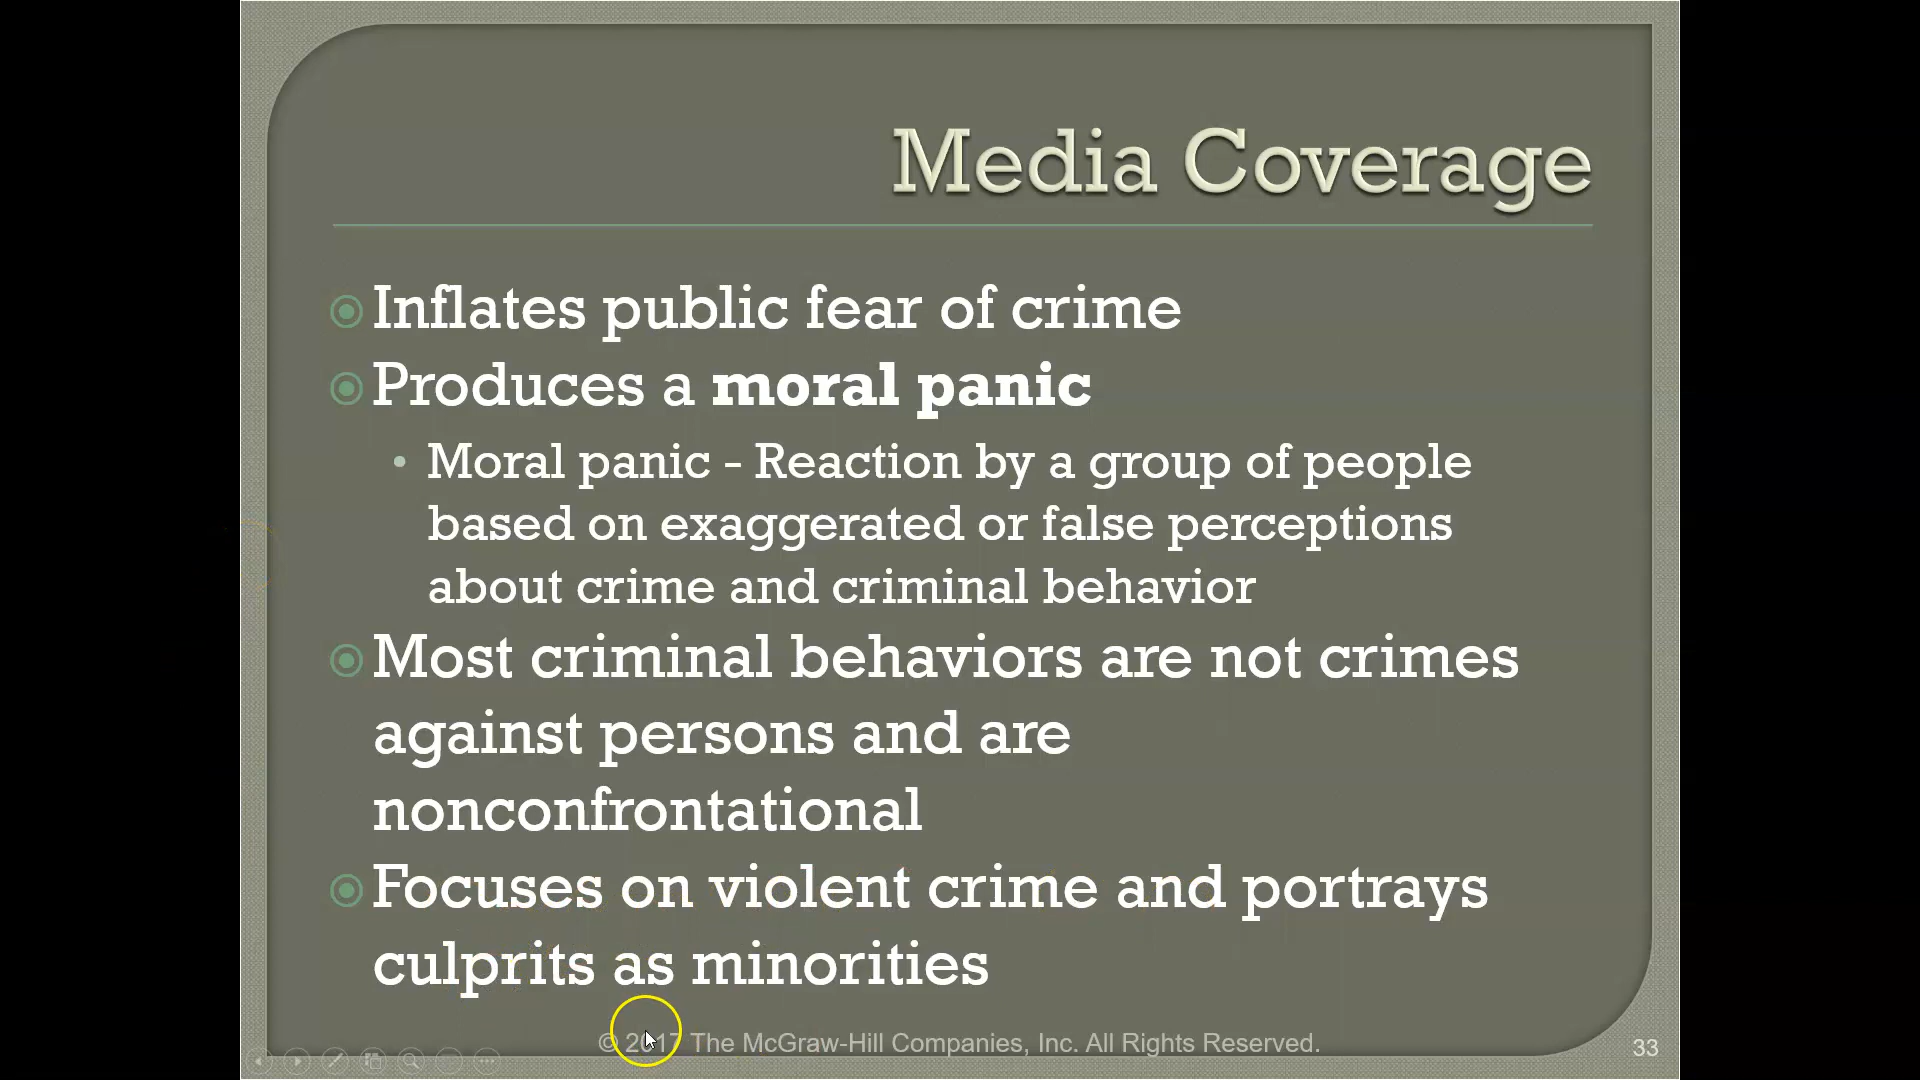 Media Coverage
Inflates public fear of crime
Produces a moral panic
Moral panic - Reaction by a group of people
based on exaggerated or false perceptions
about crime and criminal behavior
Most criminal behaviors are not crimes
against persons and are
nonconfrontational
Focuses on violent crime and portrays
culprits as minorities
© 2017 The McGraw-Hill Companies, Inc. All Rights Reserved.
33